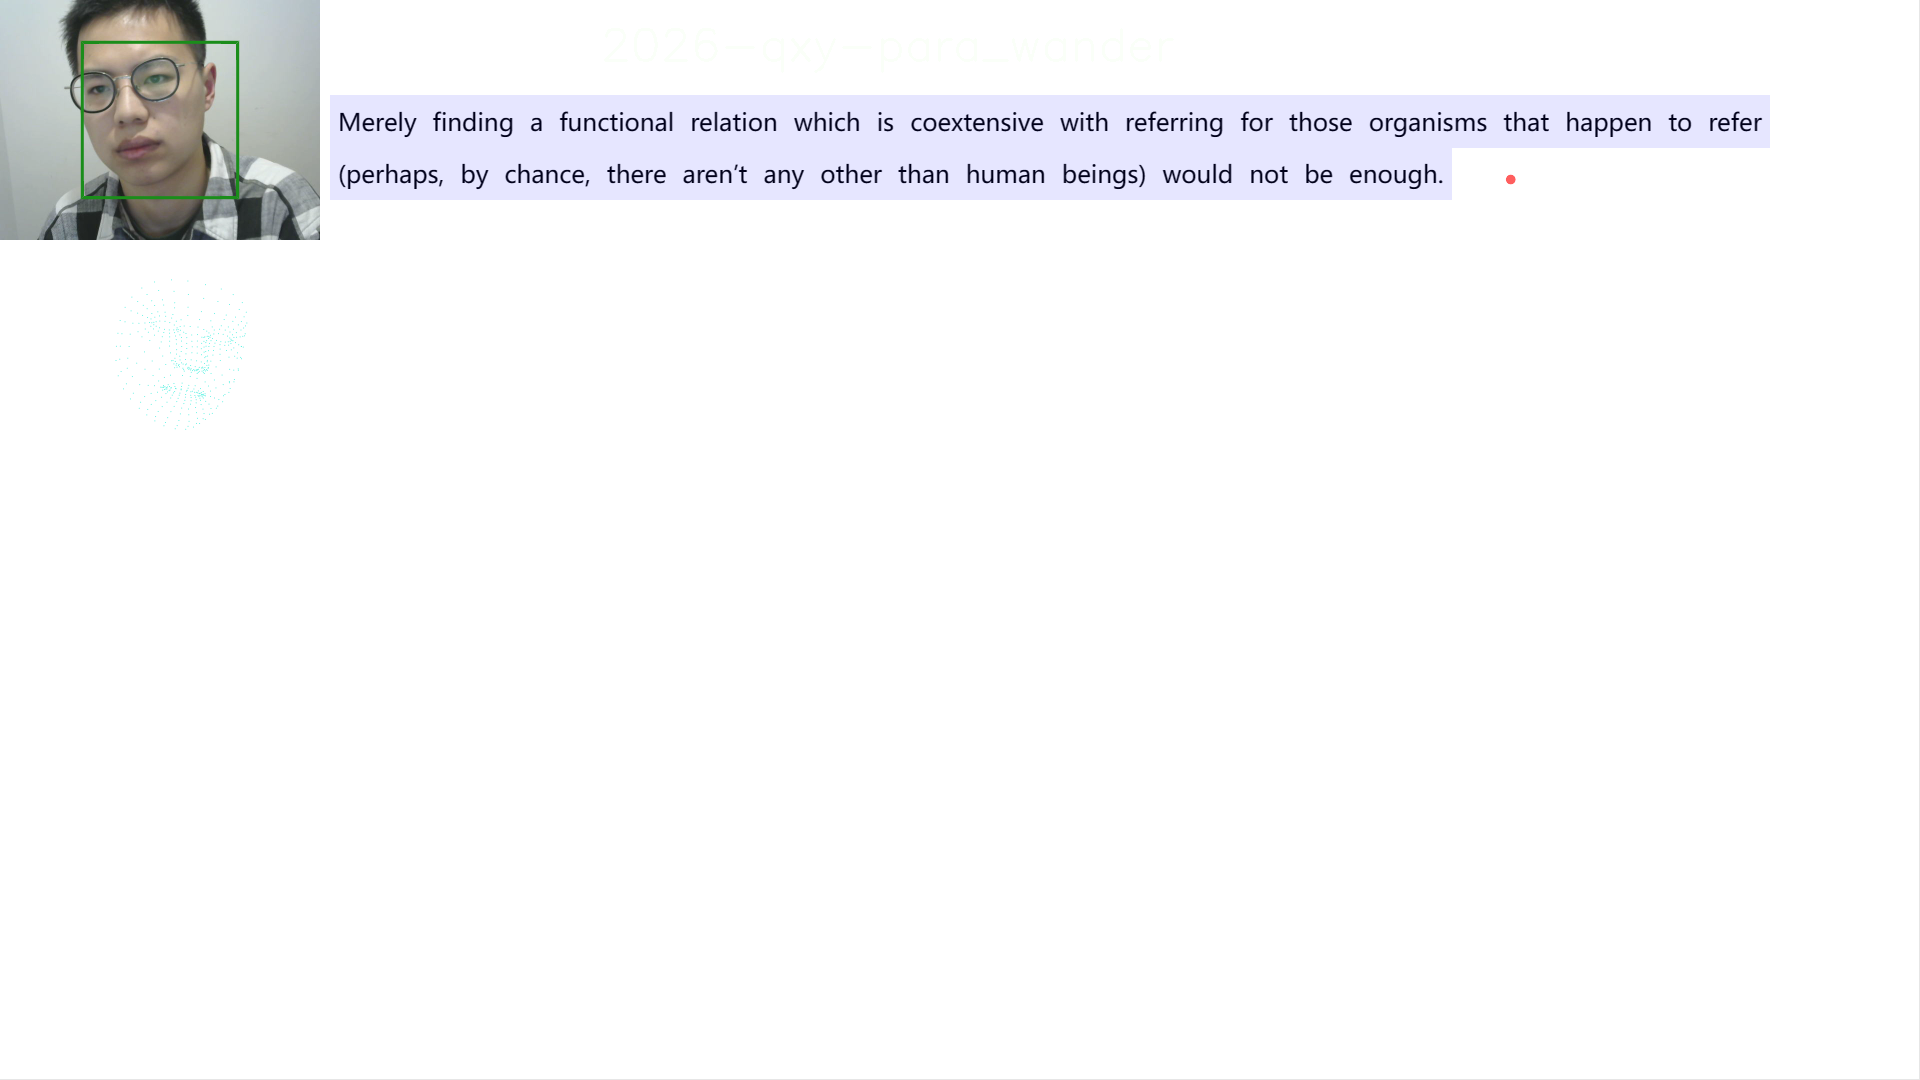 2026-qxy-para_wander
Merely finding a functional relation which is coextensive with referring for those organisms that happen to refer
(perhaps, by chance, there aren’t any other than human beings) would not be enough.